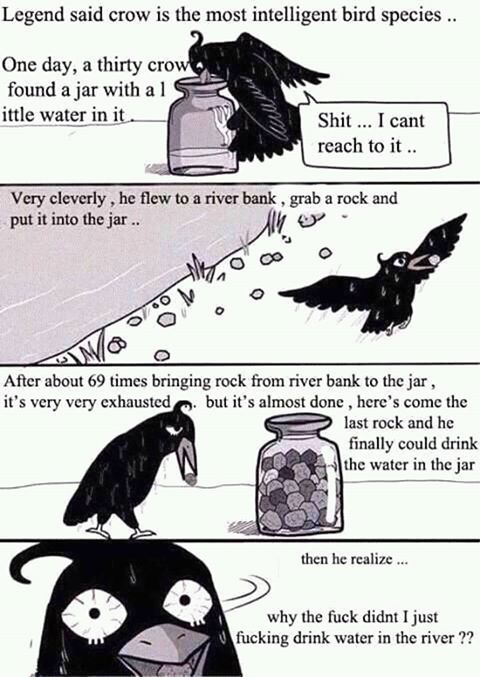 Legend said crow is the most intelligent bird species ..
One day, a thirty crow
found a jar with a l
ittle water in it .
Shit ... I cant
reach to it ..
Very cleverly , he flew to a river bank , grab a rock and
put it into the jar ..
After about 69 times bringing rock from river bank to the jar ,
it's very very exhausted . but it's almost done , here's come the
last rock and he
finally could drink
the water in the jar
then he realize ...
why the fuck didnt I just
fucking drink water in the river ??